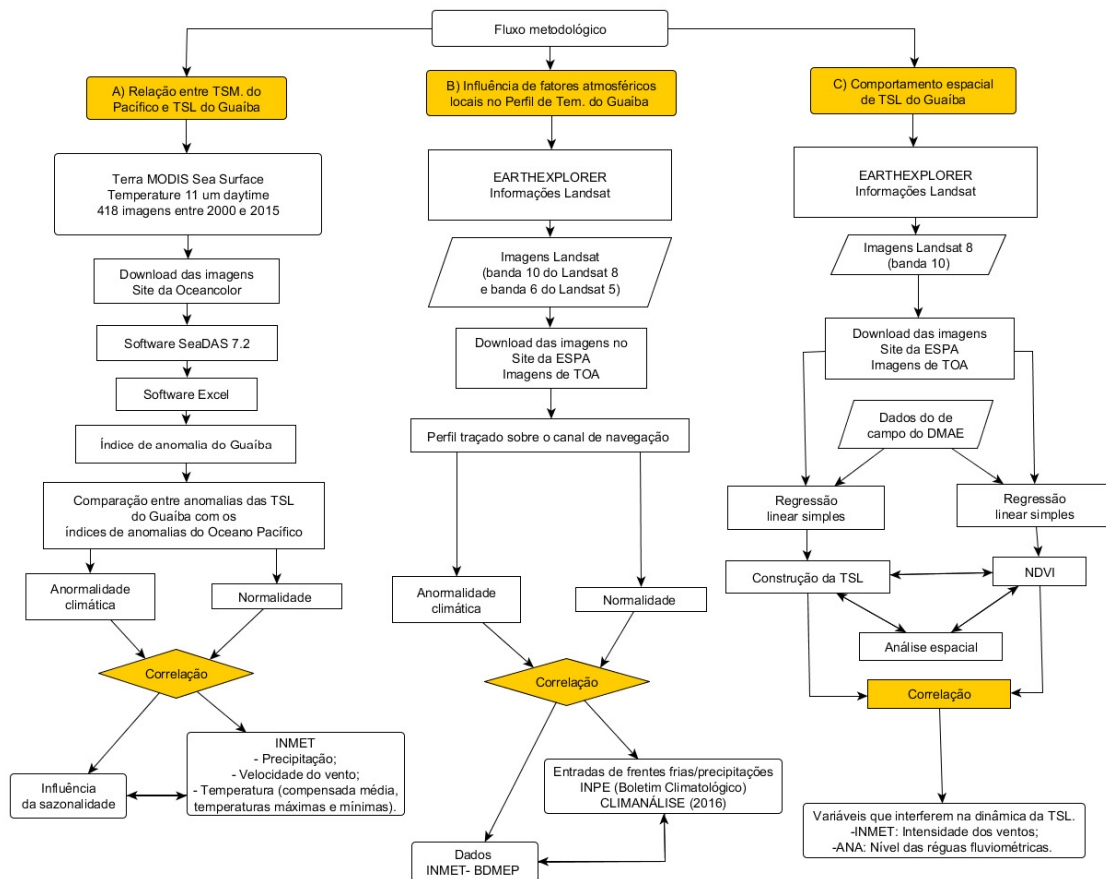 Fluxo metodológico
A) Relação entre TSM. do
Pacífico e TSL do Guaíba
Terra MODIS Sea Surface
Temperature 11 um daytime
418 imagens entre 2000 e 2015
Download das imagens
Site da Oceancolor
Software SeaDAS 7.2
Software Excel
Índice de anomalia do Guaíba
Comparação entre anomalias das TSL
do Guaíba com os
índices de anomalias do Oceano Pacífico
Anormalidade
climática
Normalidade
Correlação
Influência
da sazonalidade
INMET
- Precipitação;
- Velocidade do vento;
- Temperatura (compensada média,
temperaturas máximas e mínimas).
B) Influência de fatores atmosféricos
locais no Perfil de Tem. do Guaíba
EARTHEXPLORER
Informações Landsat
Imagens Landsat
(banda 10 do Landsat 8
e banda 6 do Landsat 5)
Download das imagens no
Site da ESPA
Imagens de TOA
Perfil traçado sobre o canal de navegação
Anormalidade
climática
Normalidade
Correlação
Entradas de frentes frias/precipitações
INPE (Boletim Climatológico)
CLIMANÁLISE (2016)
Dados
INMET- BDMEP
C) Comportamento espacial
de TSL do Guaíba
EARTHEXPLORER
Informações Landsat
Imagens Landsat 8
(banda 10)
Download das imagens
Site da ESPA
Imagens de TOA
Dados do de
campo do DMAE
Regressão
linear simples
Regressão
linear simples
Construção da TSL
NDVI
Análise espacial
Correlação
Variáveis que interferem na dinâmica da TSL.
-INMET: Intensidade dos ventos;
-ANA: Nível das réguas fluviométricas.